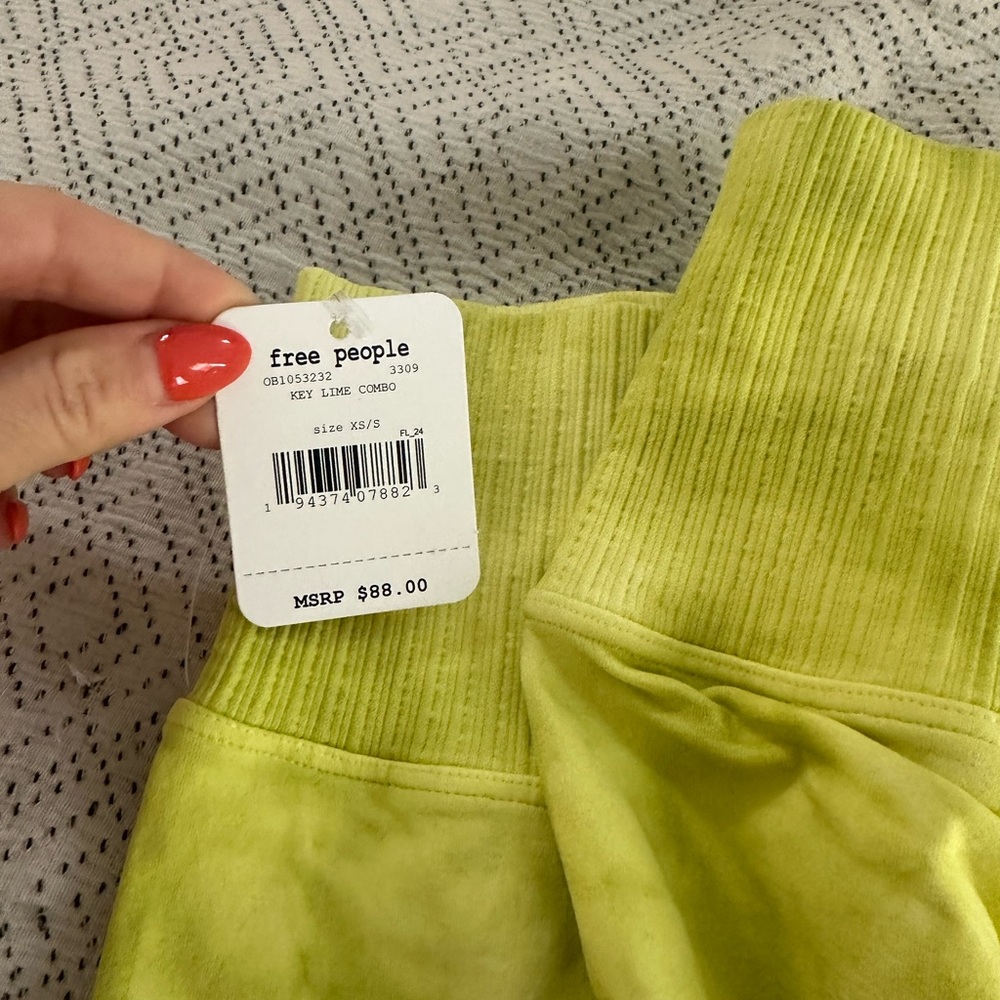 free people
OB1053232 3309
KEY LIME COMBO
size XS/S
FL_24
1 94374 07882 3
MSRP $88.00